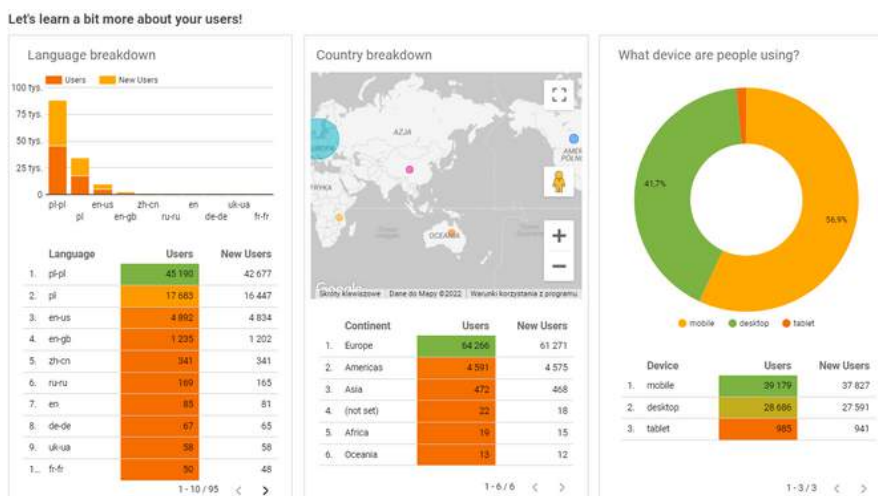 Let's learn a bit more about your users!
Language breakdown
Users New Users
100 tys.
75 tys.
50 tys.
25 tys.
0
pl-pl en-us zh-cn en uk-ua
pl en-gb ru-ru de-de fr-fr
Language Users New Users
1. pl-pl 45 190 42 677
2. pl 17 683 16 447
3. en-us 4 892 4 834
4. en-gb 1 235 1 202
5. zh-cn 341 341
6. ru-ru 169 165
7. en 85 81
8. de-de 67 65
9. uk-ua 58 58
1... fr-fr 50 48
1 - 10 / 95 < >
Country breakdown
AZJA
OCEANIA
Google
Skróty klawiszowe Dane do Mapy ©2022 Warunki korzystania z programu
Continent Users New Users
1. Europe 64 266 61 271
2. Americas 4 591 4 575
3. Asia 472 468
4. (not set) 22 18
5. Africa 19 15
6. Oceania 13 12
1 - 6 / 6 < >
What device are people using?
41,7%
56,9%
mobile desktop tablet
Device Users New Users
1. mobile 39 179 37 827
2. desktop 28 686 27 591
3. tablet 985 941
1 - 3 / 3 < >